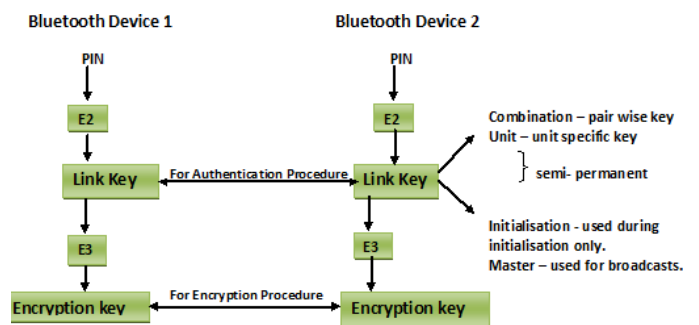 Bluetooth Device 1
Bluetooth Device 2
PIN
PIN
E2
E2
Combination – pair wise key
Unit – unit specific key
semi- permanent
Link Key
For Authentication Procedure
Link Key
Initialisation - used during
initialisation only.
Master – used for broadcasts.
E3
E3
Encryption key
For Encryption Procedure
Encryption key